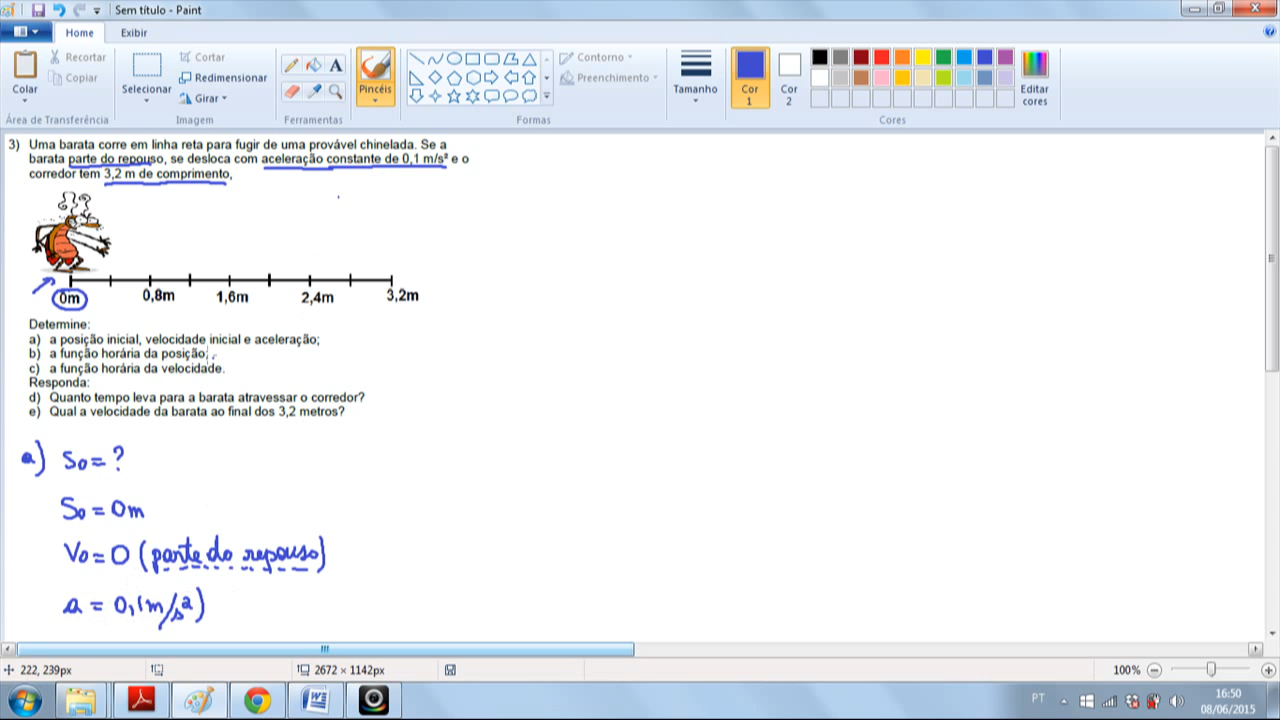 Sem título - Paint
Home
Exibir
Colar
Recortar
Copiar
Área de Transferência
Selecionar
Cortar
Redimensionar
Girar
Imagem
A
Ferramentas
Pincéis
Contorno
Preenchimento
Formas
Tamanho
Cor 1
Cor 2
Editar cores
Cores
3) Uma barata corre em linha reta para fugir de uma provável chinelada. Se a
barata parte do repouso, se desloca com aceleração constante de 0,1 m/s² e o
corredor tem 3,2 m de comprimento,
0m 0,8m 1,6m 2,4m 3,2m
Determine:
a) a posição inicial, velocidade inicial e aceleração;
b) a função horária da posição;
c) a função horária da velocidade.
Responda:
d) Quanto tempo leva para a barata atravessar o corredor?
e) Qual a velocidade da barata ao final dos 3,2 metros?
a) S0 = ?
S0 = 0m
V0 = 0 (parte do repouso)
a = 0,1m/s²)
222, 239px
2672 × 1142px
100%
PT
16:50
08/06/2015